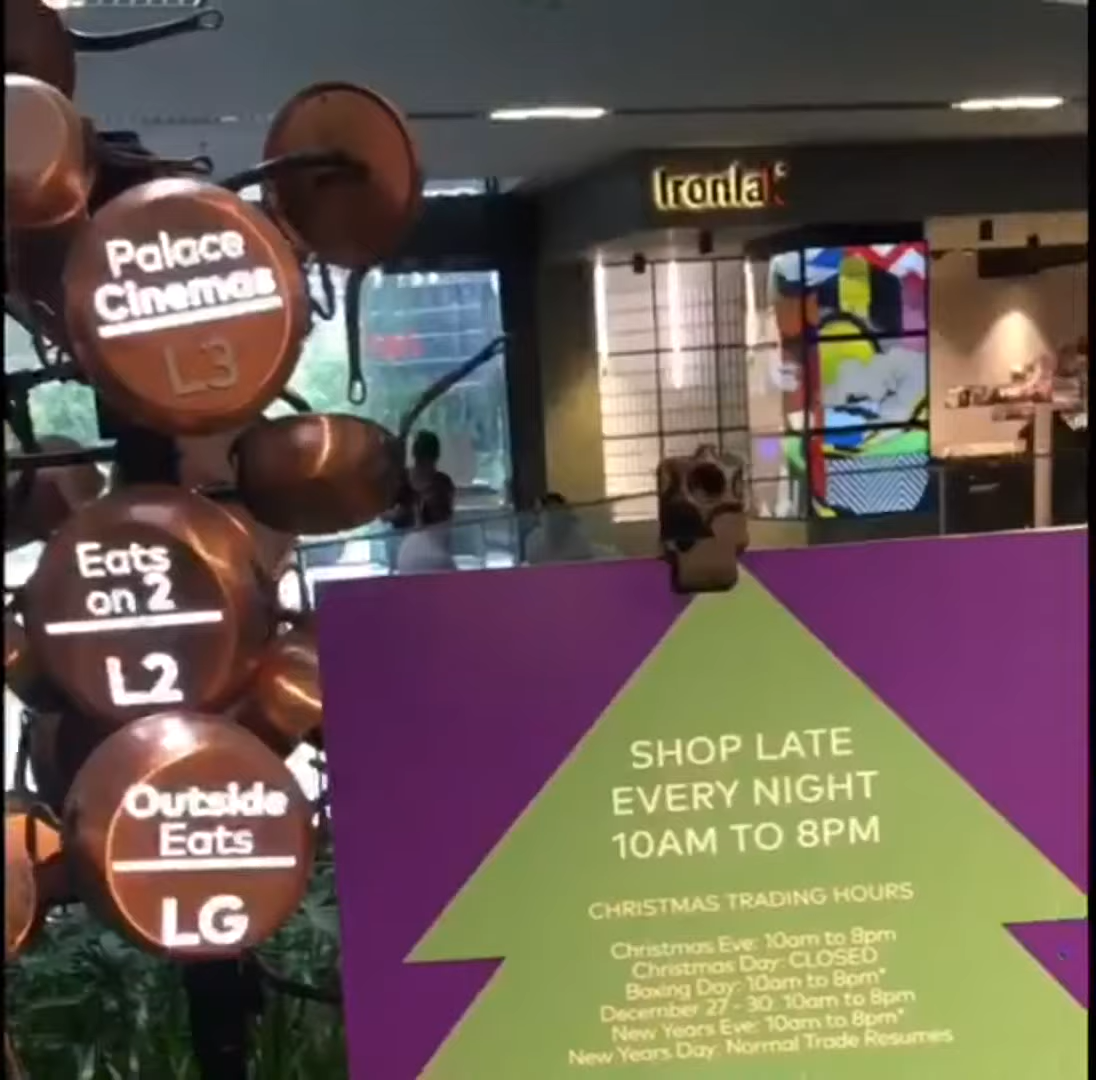 Ironlak
Palace
Cinemas
L3
Eats
on 2
L2
Outside
Eats
LG
SHOP LATE
EVERY NIGHT
10AM TO 8PM
CHRISTMAS TRADING HOURS
Christmas Eve: 10am to 8pm
Christmas Day: CLOSED
Boxing Day: 10am to 8pm*
December 27 - 30: 10am to 8pm
New Years Eve: 10am to 8pm*
New Years Day: Normal Trade Resumes